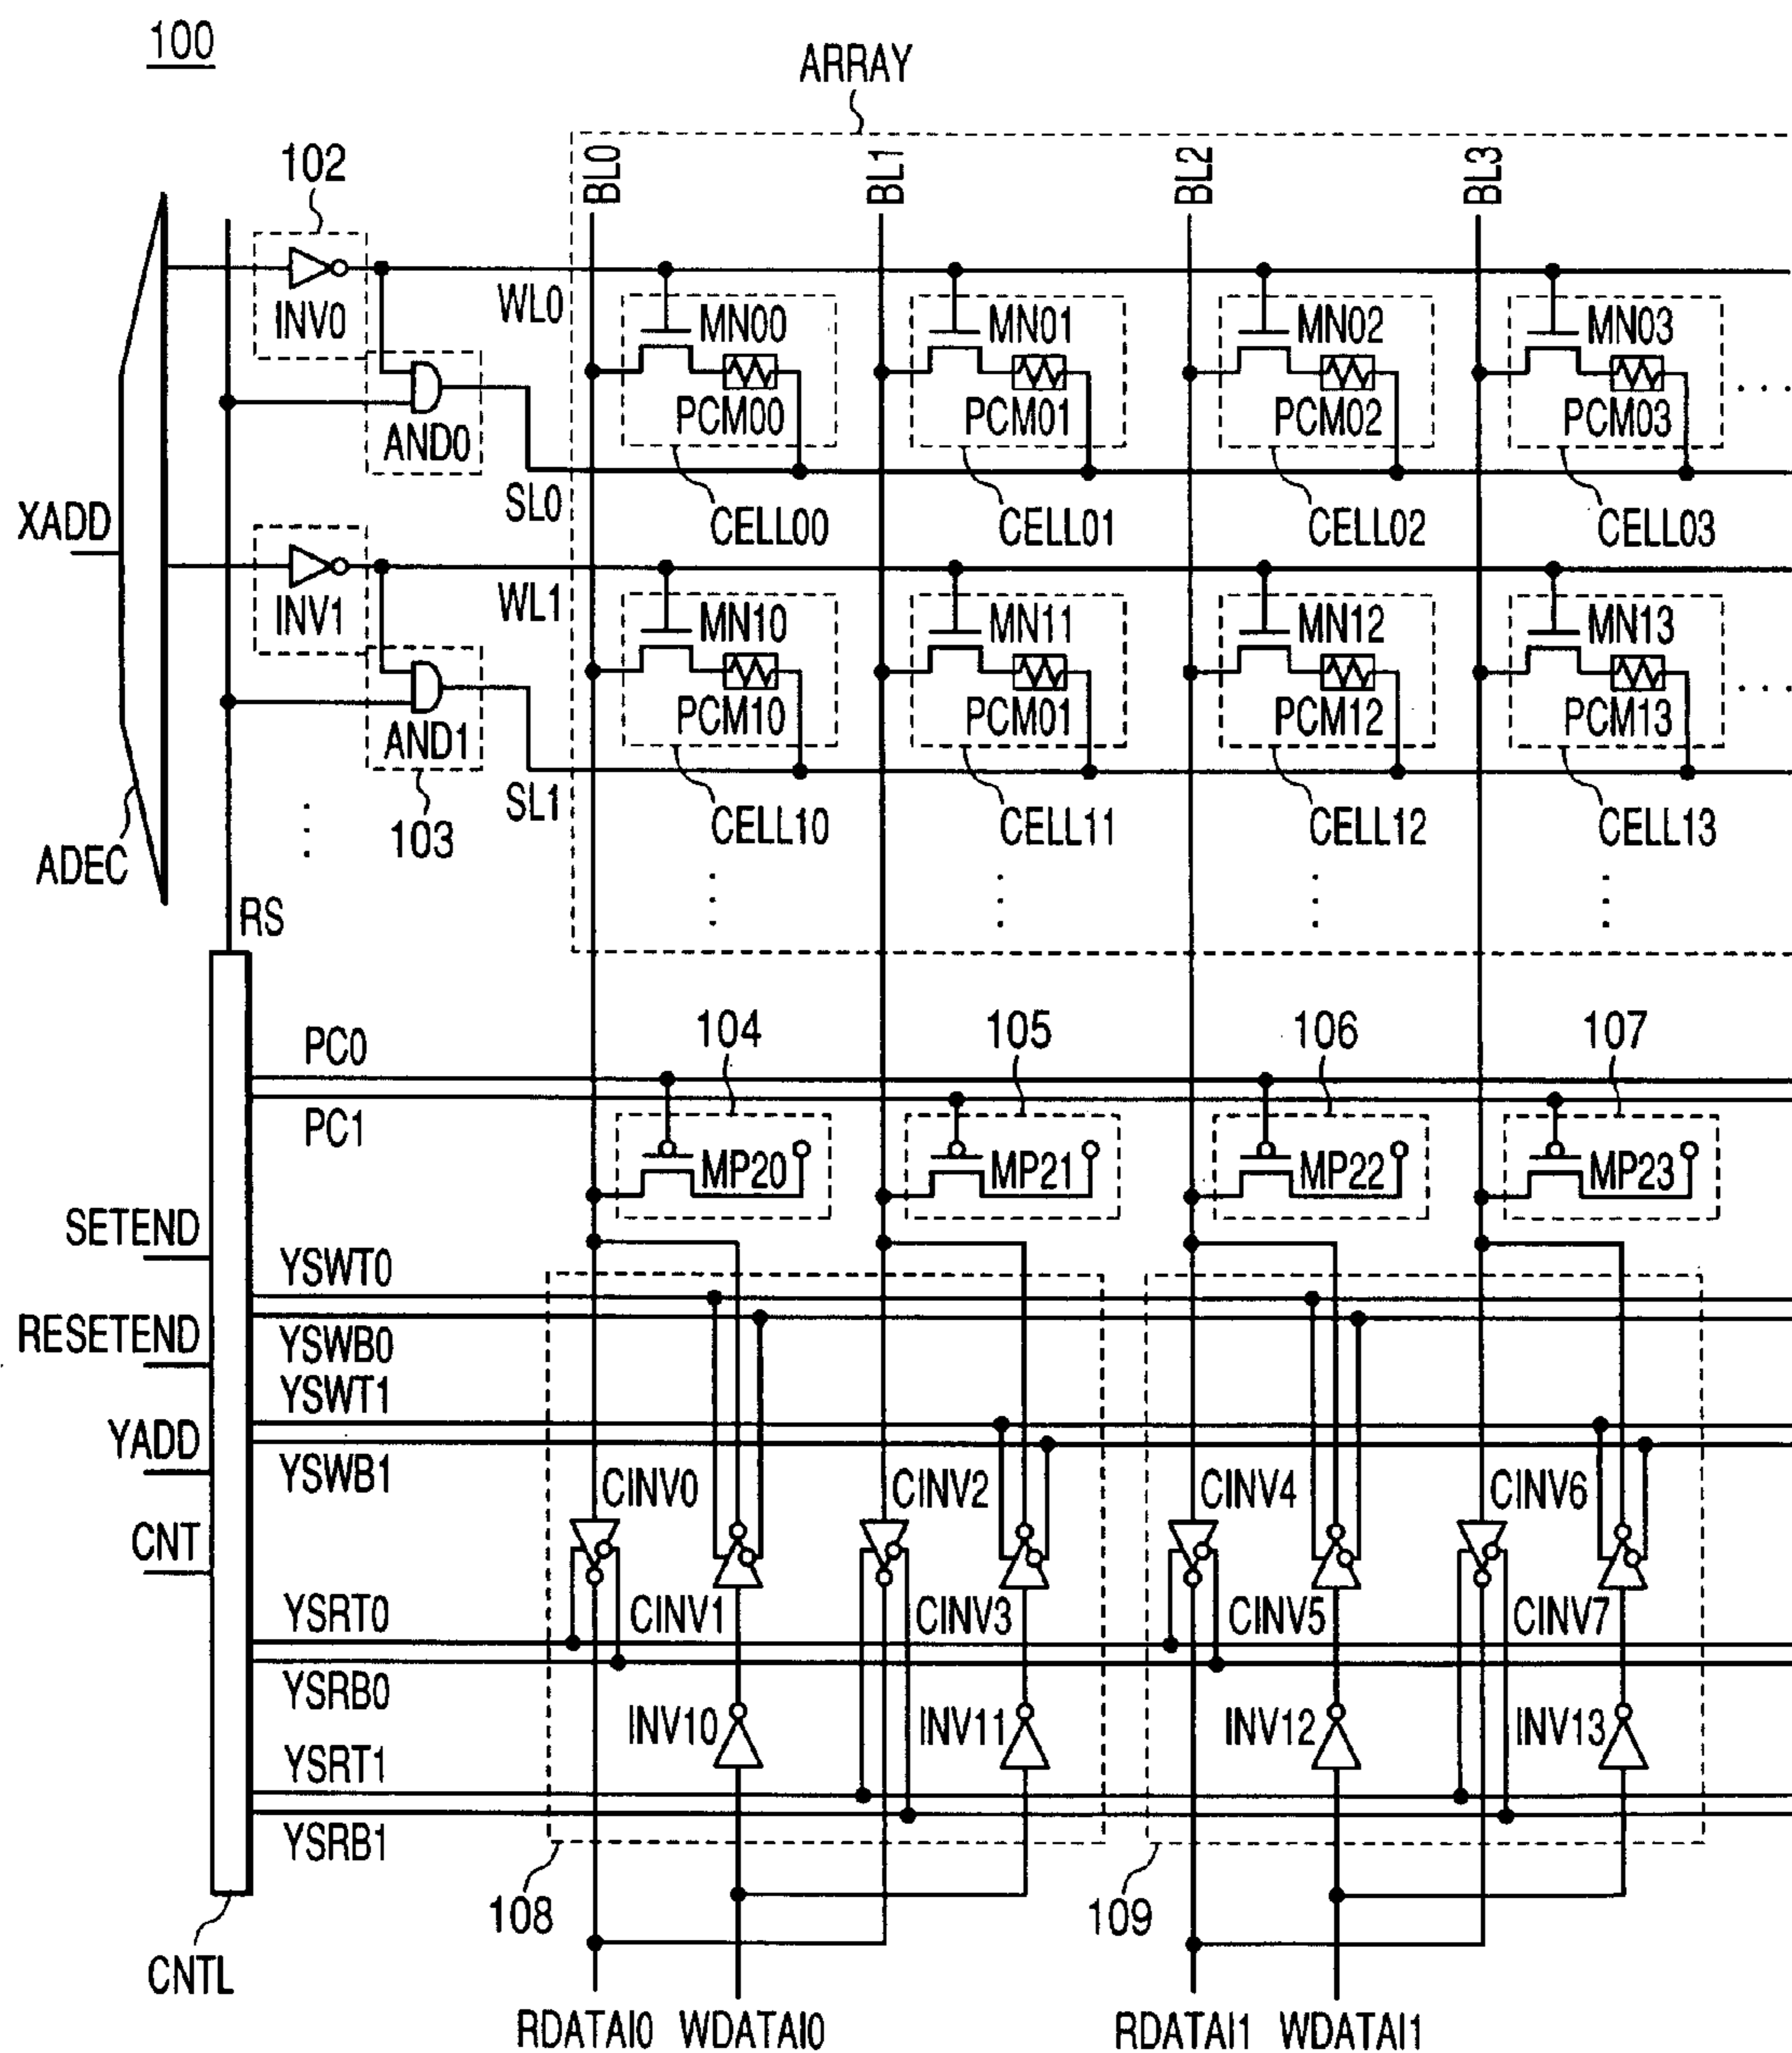 100
ARRAY
102
BL0
BL1
BL2
BL3
INV0
WL0
MN00
MN01
MN02
MN03
PCM00
PCM01
PCM02
PCM03
AND0
SL0
CELL00
CELL01
CELL02
CELL03
XADD
INV1
WL1
MN10
MN11
MN12
MN13
PCM10
PCM01
PCM12
PCM13
AND1
SL1
103
CELL10
CELL11
CELL12
CELL13
ADEC
RS
104
105
106
107
PC0
PC1
MP20
MP21
MP22
MP23
SETEND
YSWT0
RESETEND
YSWB0
YSWT1
YADD
YSWB1
CINV0
CINV2
CINV4
CINV6
CNT
YSRT0
CINV1
CINV3
CINV5
CINV7
YSRB0
INV10
INV11
INV12
INV13
YSRT1
YSRB1
108
109
CNTL
RDATAI0
WDATAI0
RDATAI1
WDATAI1